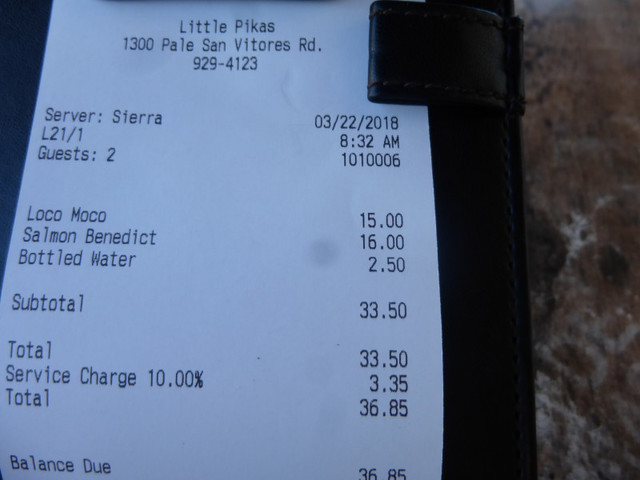 Little Pikas
1300 Pale San Vitores Rd.
929-4123
Server: Sierra 03/22/2018
L21/1 8:32 AM
Guests: 2 1010006
Loco Moco 15.00
Salmon Benedict 16.00
Bottled Water 2.50
Subtotal 33.50
Total 33.50
Service Charge 10.00% 3.35
Total 36.85
Balance Due 36.85